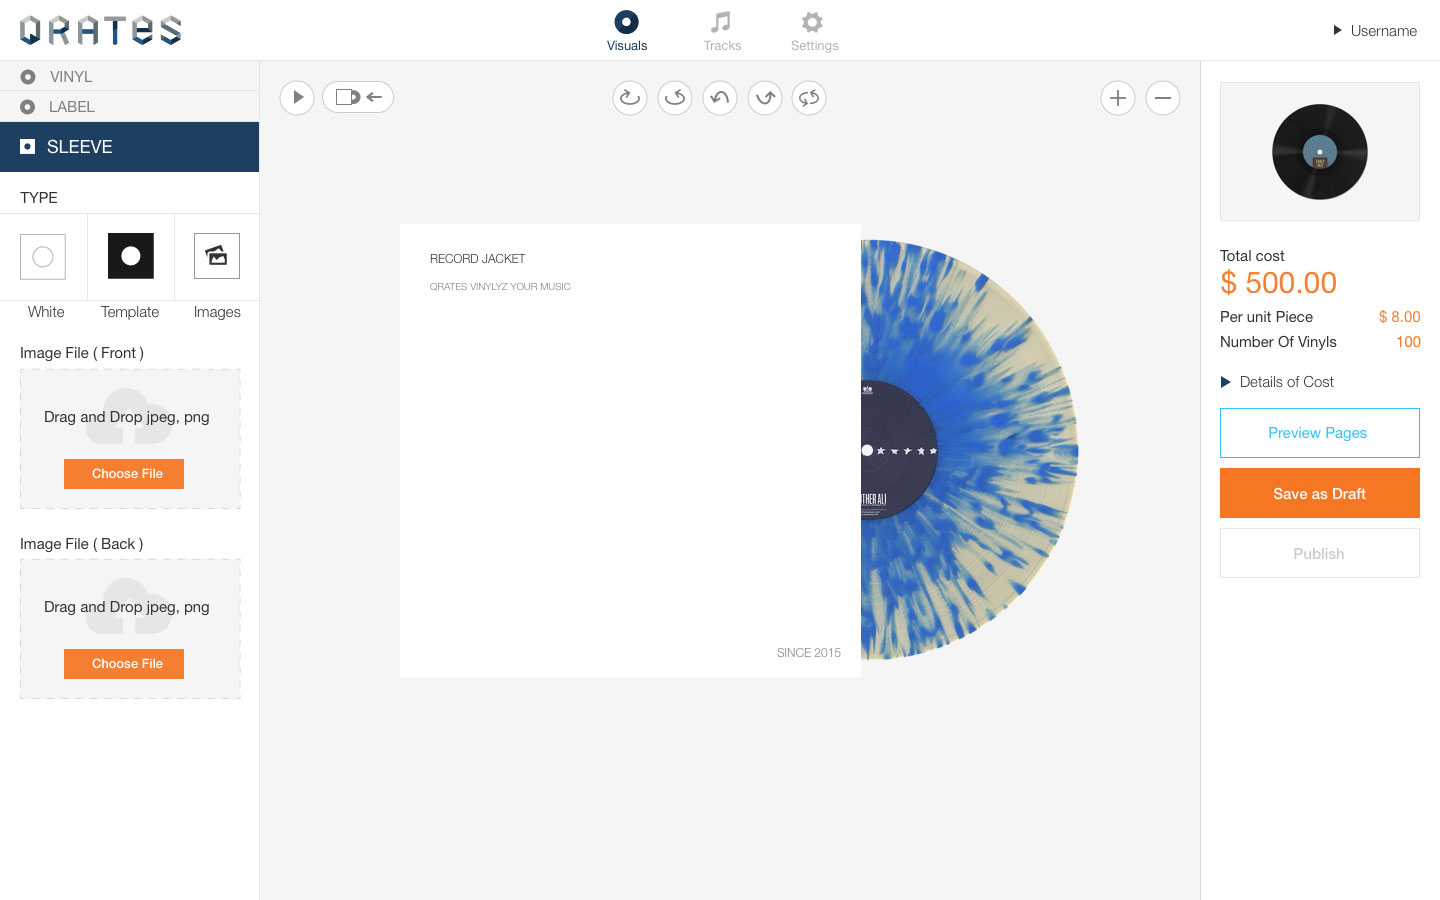 QRATES
Visuals
Tracks
Settings
Username
VINYL
LABEL
SLEEVE
TYPE
White
Template
Images
Image File ( Front )
Drag and Drop jpeg, png
Choose File
Image File ( Back )
Drag and Drop jpeg, png
Choose File
RECORD JACKET
QRATES VINYLYZ YOUR MUSIC
SINCE 2015
OTHER ALI
Total cost
$ 500.00
Per unit Piece
$ 8.00
Number Of Vinyls
100
Details of Cost
Preview Pages
Save as Draft
Publish